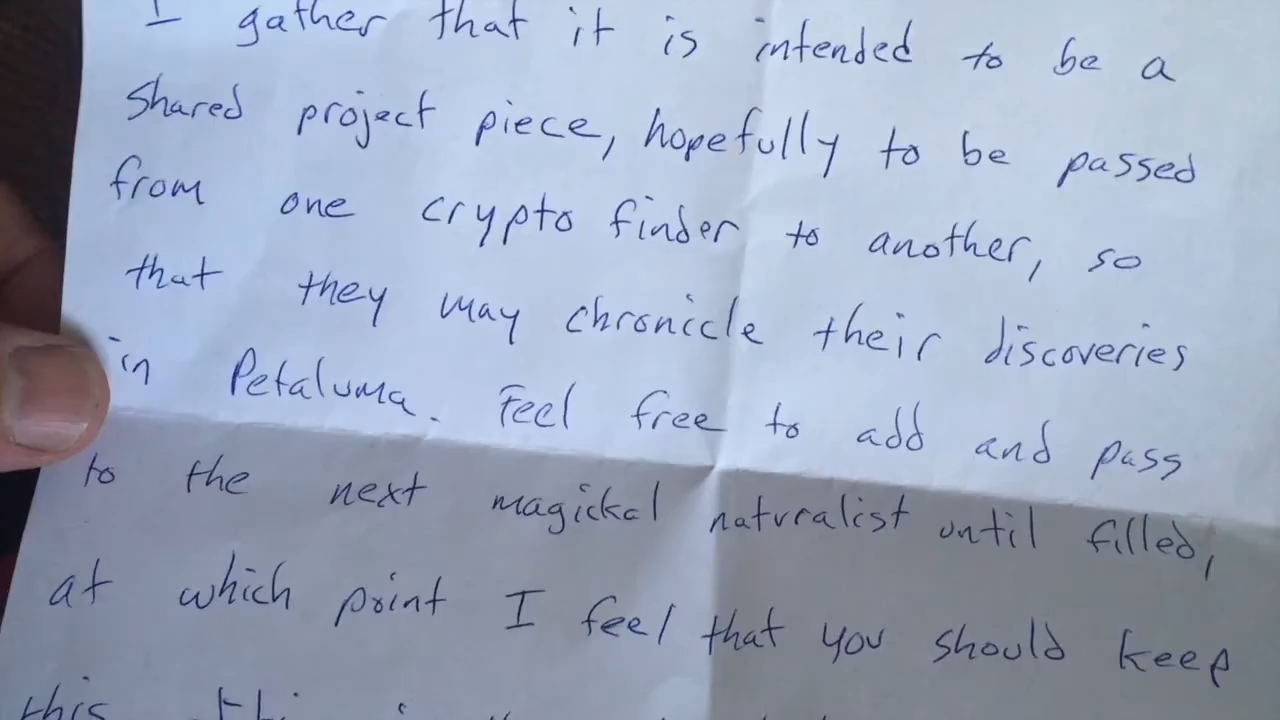 I gather that it is intended to be a
shared project piece, hopefully to be passed
from one crypto finder to another, so
that they may chronicle their discoveries
in Petaluma. Feel free to add and pass
to the next magickal naturalist until filled,
at which point I feel that you should keep
this